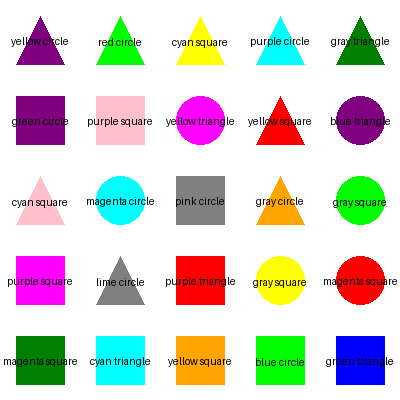 yellow circle red circle cyan square purple circle gray triangle
green circle purple square yellow triangle yellow square blue triangle
cyan square magenta circle pink circle gray circle gray square
purple square lime circle purple triangle gray square magenta square
magenta square cyan triangle yellow square blue circle green triangle